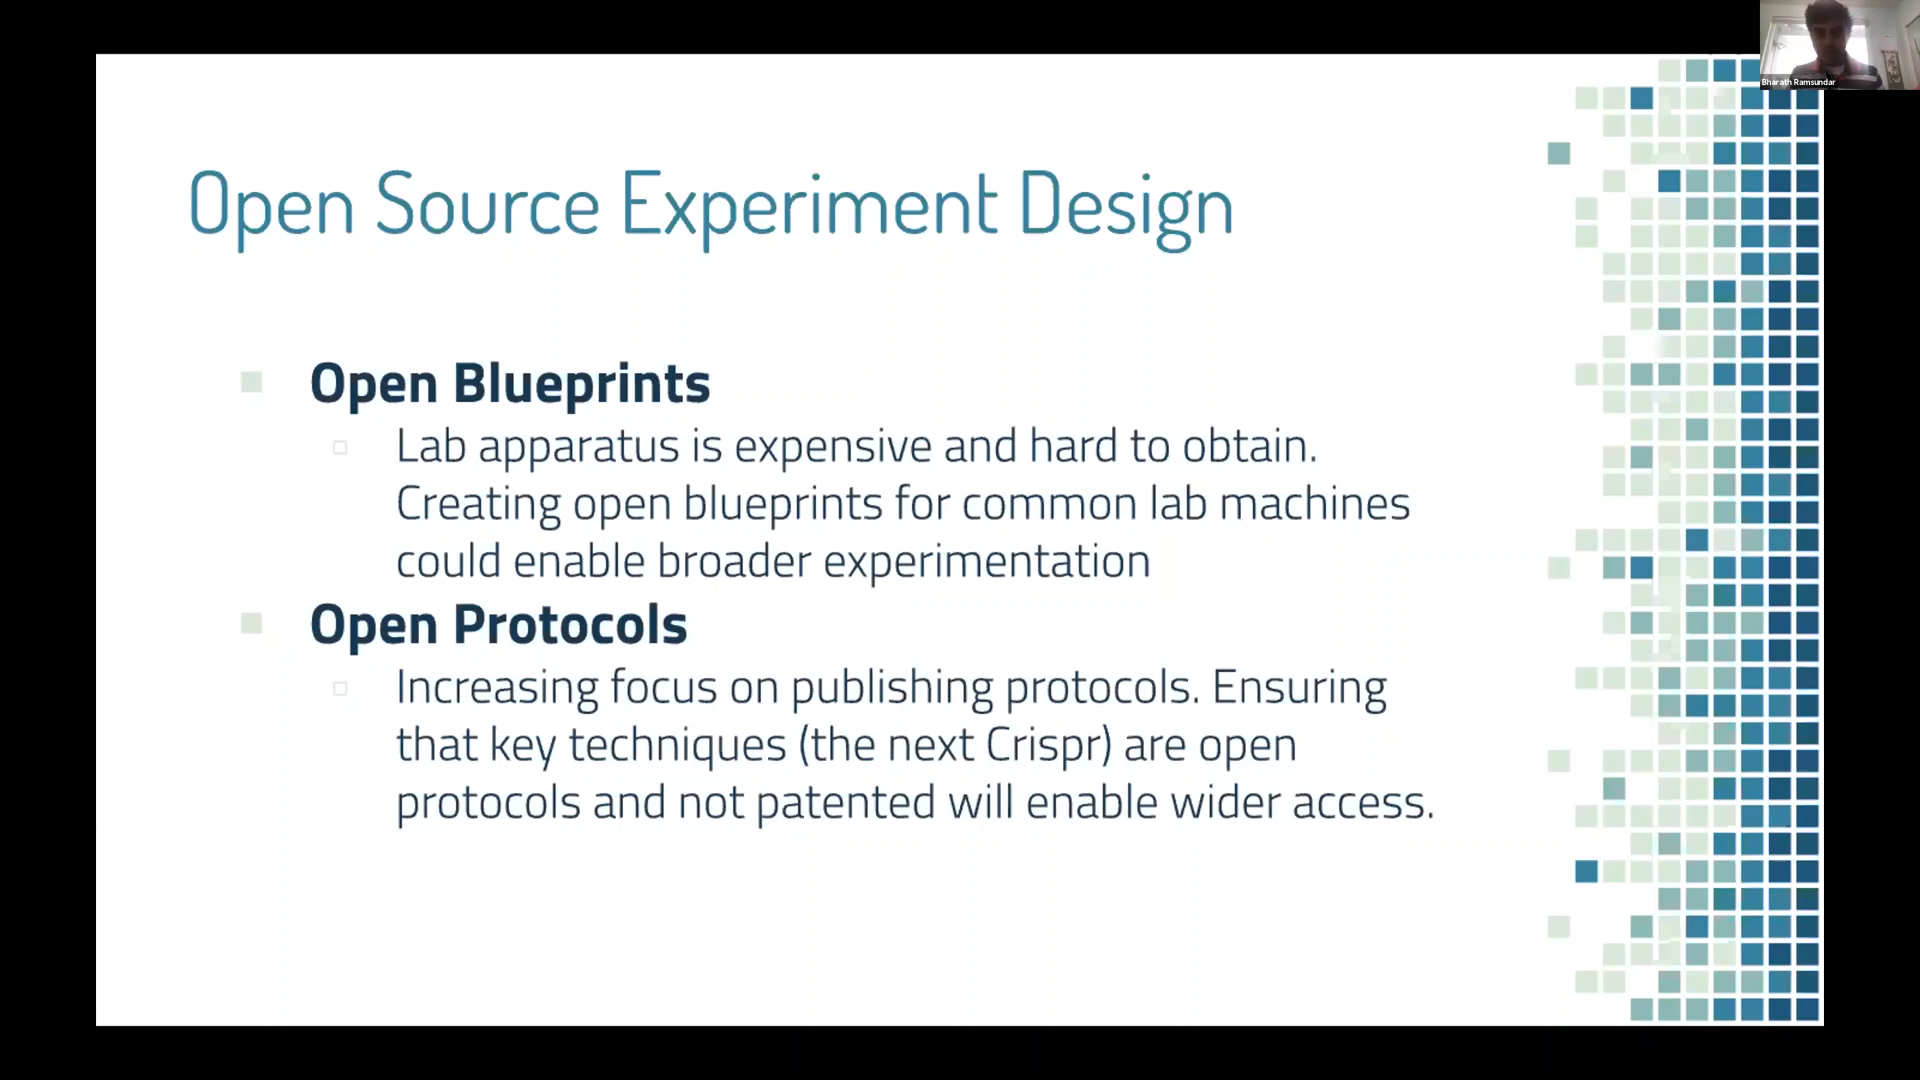 Bharath Ramsundar
Open Source Experiment Design
Open Blueprints
Lab apparatus is expensive and hard to obtain.
Creating open blueprints for common lab machines
could enable broader experimentation
Open Protocols
Increasing focus on publishing protocols. Ensuring
that key techniques (the next Crispr) are open
protocols and not patented will enable wider access.